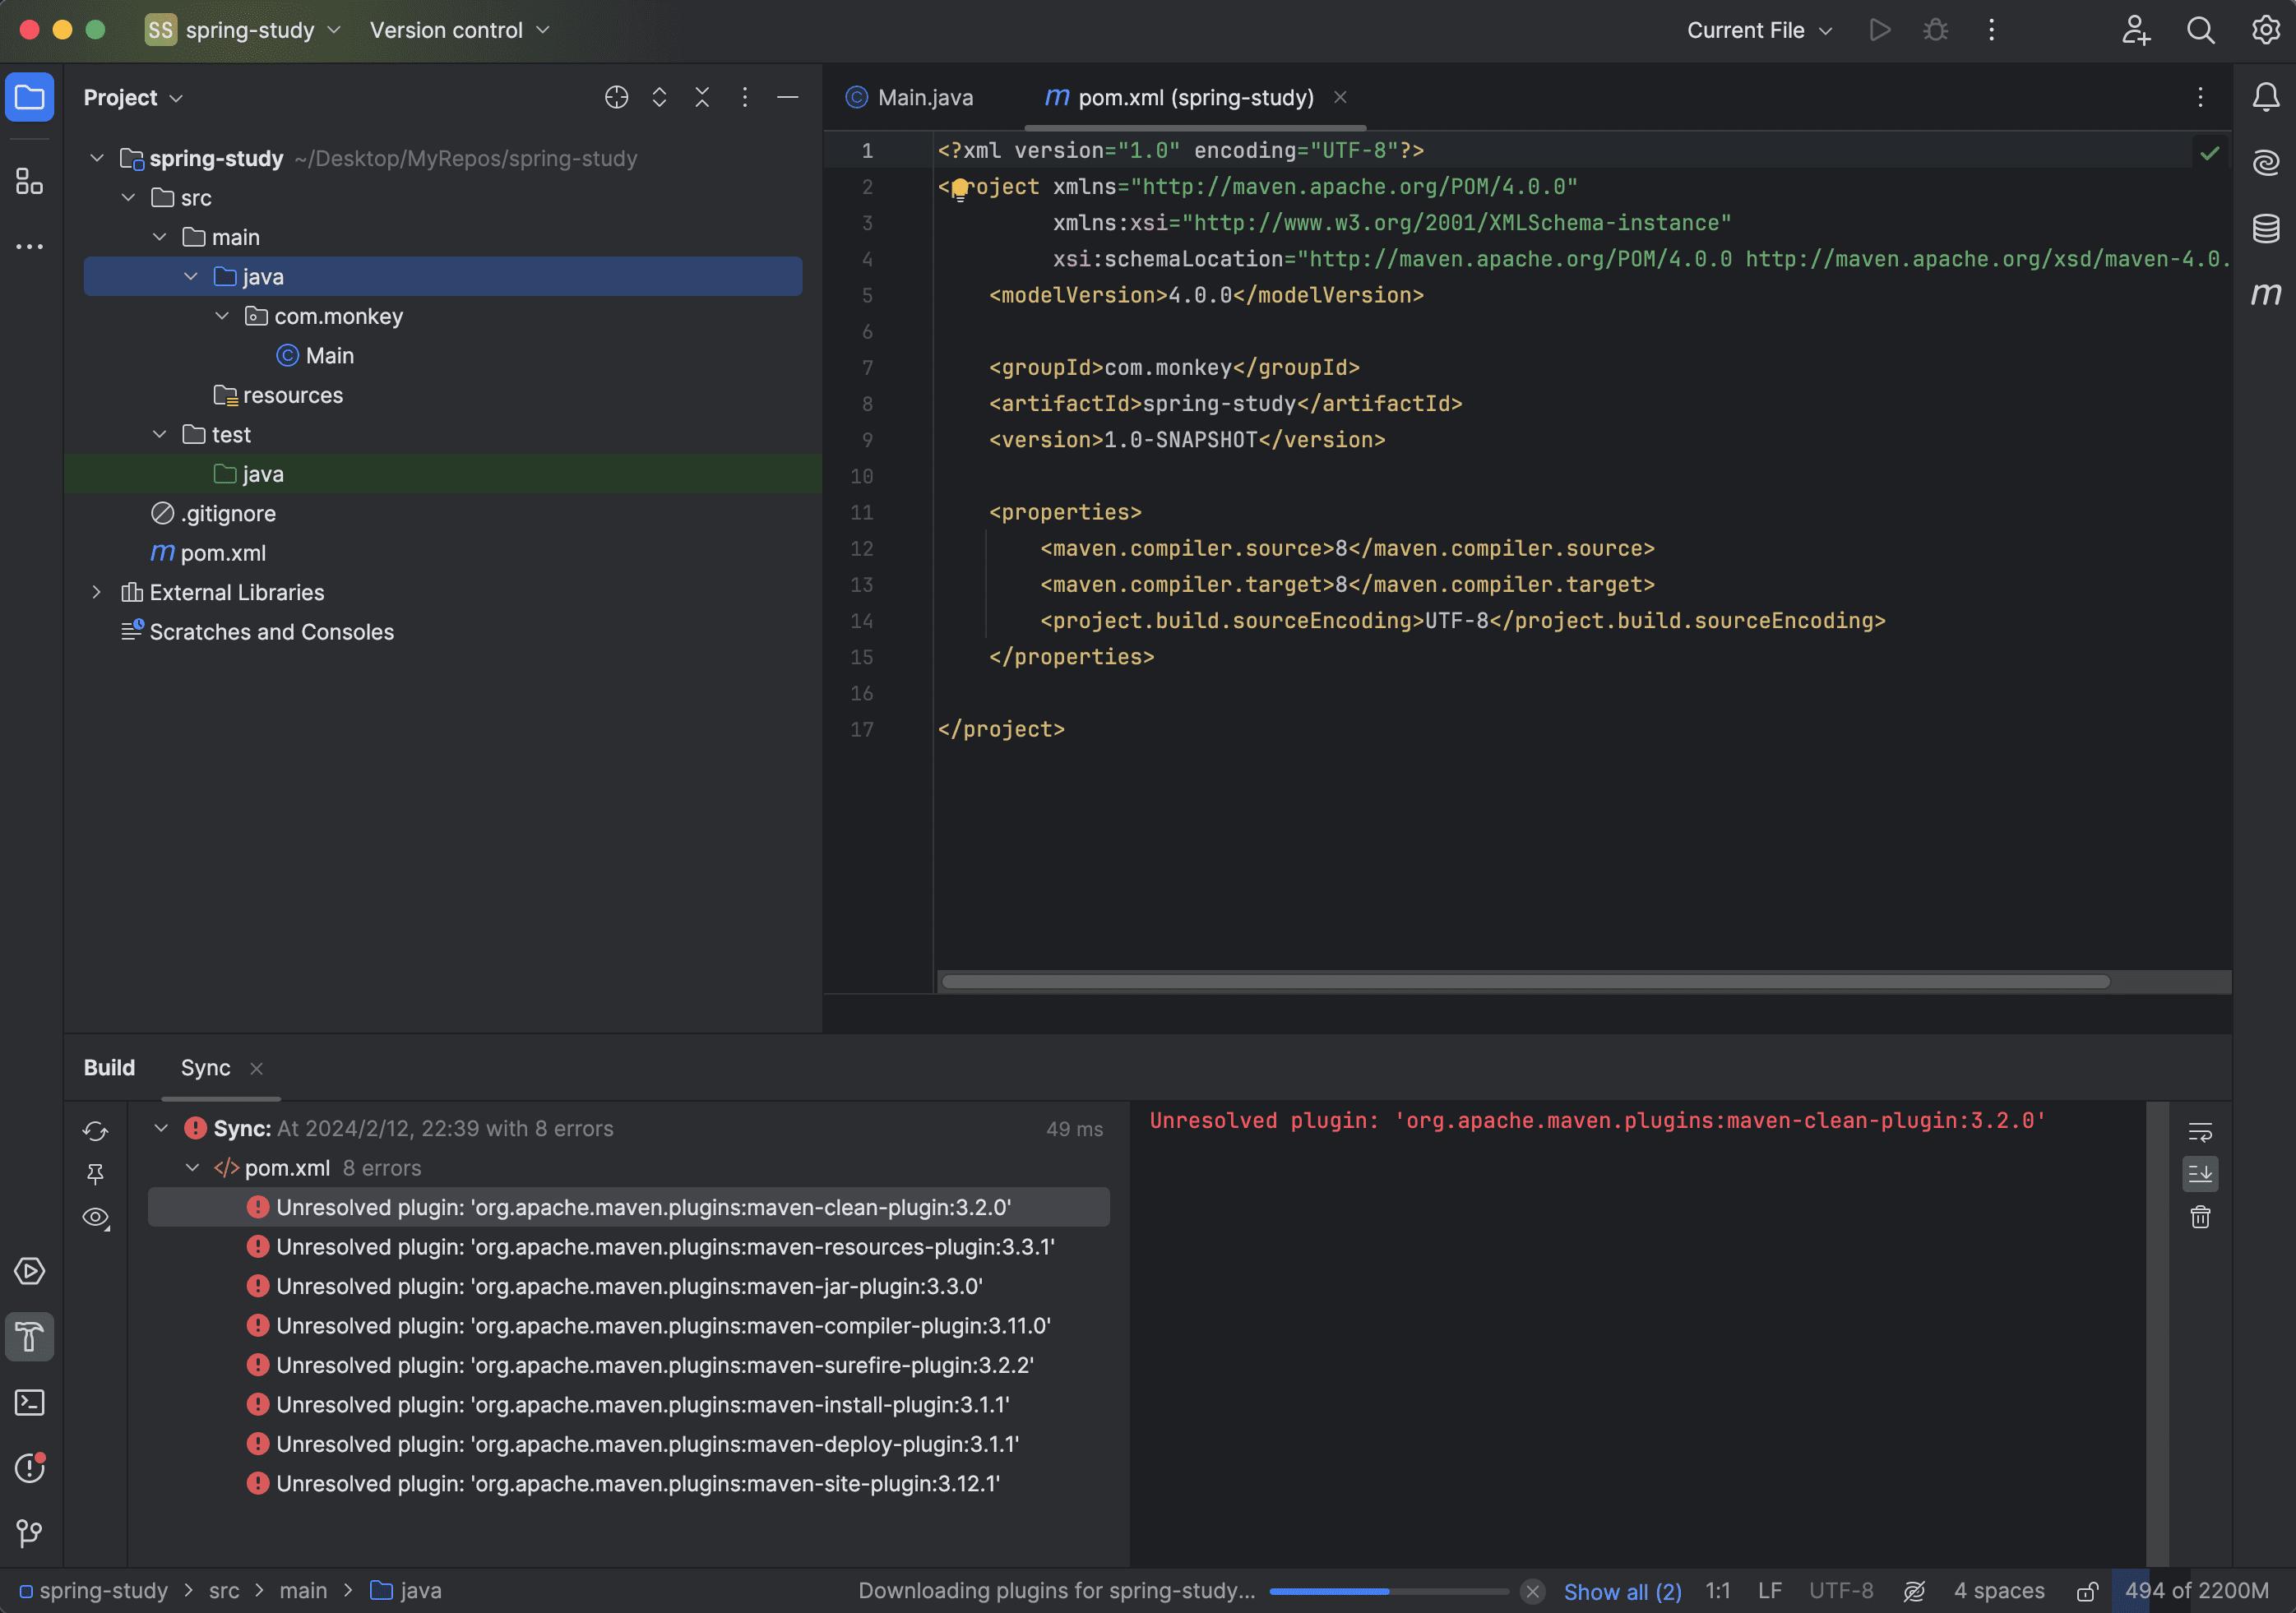 SS spring-study Version control Current File
Project
Main.java pom.xml (spring-study)
spring-study ~/Desktop/MyRepos/spring-study
src
main
java
com.monkey
Main
resources
test
java
.gitignore
pom.xml
External Libraries
Scratches and Consoles
1 <?xml version="1.0" encoding="UTF-8"?>
2 <project xmlns="http://maven.apache.org/POM/4.0.0"
3 xmlns:xsi="http://www.w3.org/2001/XMLSchema-instance"
4 xsi:schemaLocation="http://maven.apache.org/POM/4.0.0 http://maven.apache.org/xsd/maven-4.0.
5 <modelVersion>4.0.0</modelVersion>
6
7 <groupId>com.monkey</groupId>
8 <artifactId>spring-study</artifactId>
9 <version>1.0-SNAPSHOT</version>
10
11 <properties>
12 <maven.compiler.source>8</maven.compiler.source>
13 <maven.compiler.target>8</maven.compiler.target>
14 <project.build.sourceEncoding>UTF-8</project.build.sourceEncoding>
15 </properties>
16
17 </project>
Build Sync
Sync: At 2024/2/12, 22:39 with 8 errors 49 ms
pom.xml 8 errors
Unresolved plugin: 'org.apache.maven.plugins:maven-clean-plugin:3.2.0'
Unresolved plugin: 'org.apache.maven.plugins:maven-resources-plugin:3.3.1'
Unresolved plugin: 'org.apache.maven.plugins:maven-jar-plugin:3.3.0'
Unresolved plugin: 'org.apache.maven.plugins:maven-compiler-plugin:3.11.0'
Unresolved plugin: 'org.apache.maven.plugins:maven-surefire-plugin:3.2.2'
Unresolved plugin: 'org.apache.maven.plugins:maven-install-plugin:3.1.1'
Unresolved plugin: 'org.apache.maven.plugins:maven-deploy-plugin:3.1.1'
Unresolved plugin: 'org.apache.maven.plugins:maven-site-plugin:3.12.1'
Unresolved plugin: 'org.apache.maven.plugins:maven-clean-plugin:3.2.0'
spring-study > src > main > java
Downloading plugins for spring-study... Show all (2) 1:1 LF UTF-8 4 spaces 494 of 2200M